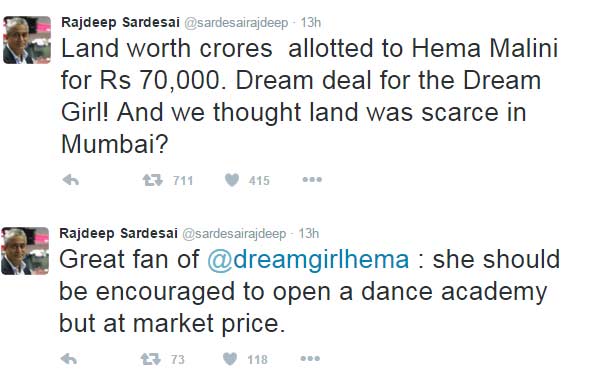 Rajdeep Sardesai @sardesairajdeep · 13h
Land worth crores  allotted to Hema Malini
for Rs 70,000. Dream deal for the Dream
Girl! And we thought land was scarce in
Mumbai?
711 415
Rajdeep Sardesai @sardesairajdeep · 13h
Great fan of @dreamgirlhema : she should
be encouraged to open a dance academy
but at market price.
73 118